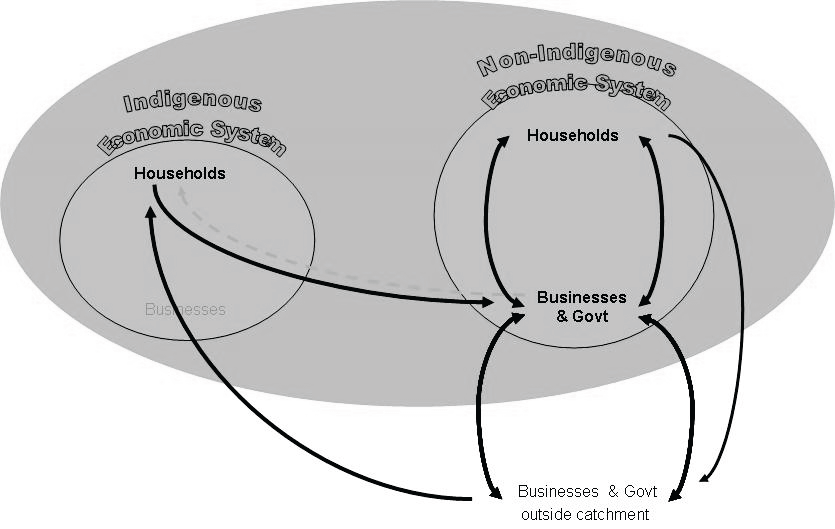 Non-Indigenous
Economic System
Indigenous
Economic System
Households
Households
Businesses
Businesses
& Govt
Businesses & Govt
outside catchment